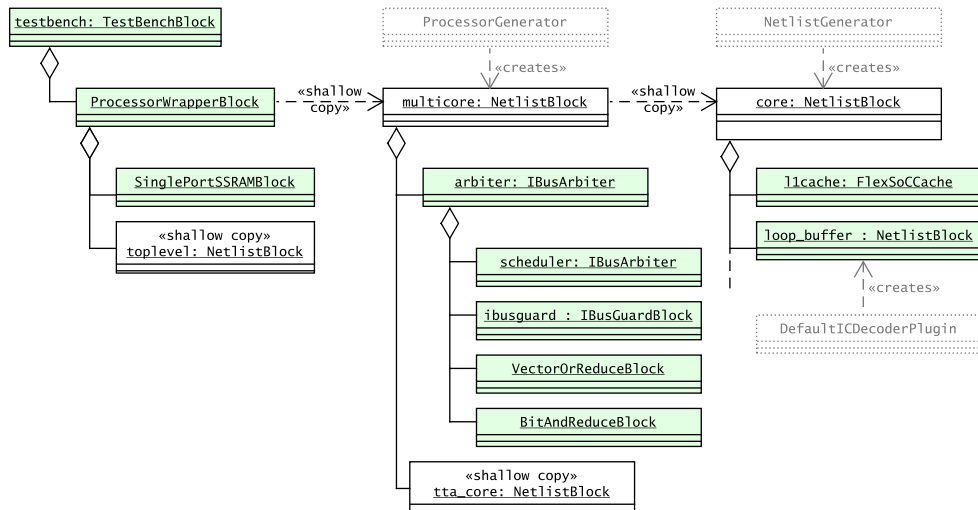 testbench: TestBenchBlock
ProcessorGenerator
NetlistGenerator
«creates»
«creates»
ProcessorWrapperBlock
«shallow
copy»
multicore: NetlistBlock
«shallow
copy»
core: NetlistBlock
SinglePortSSRAMBlock
arbiter: IBusArbiter
l1cache: FlexSoCCache
«shallow copy»
toplevel: NetlistBlock
loop_buffer : NetlistBlock
scheduler: IBusArbiter
«creates»
ibusguard : IBusGuardBlock
DefaultICDecoderPlugin
VectorOrReduceBlock
BitAndReduceBlock
«shallow copy»
tta_core: NetlistBlock